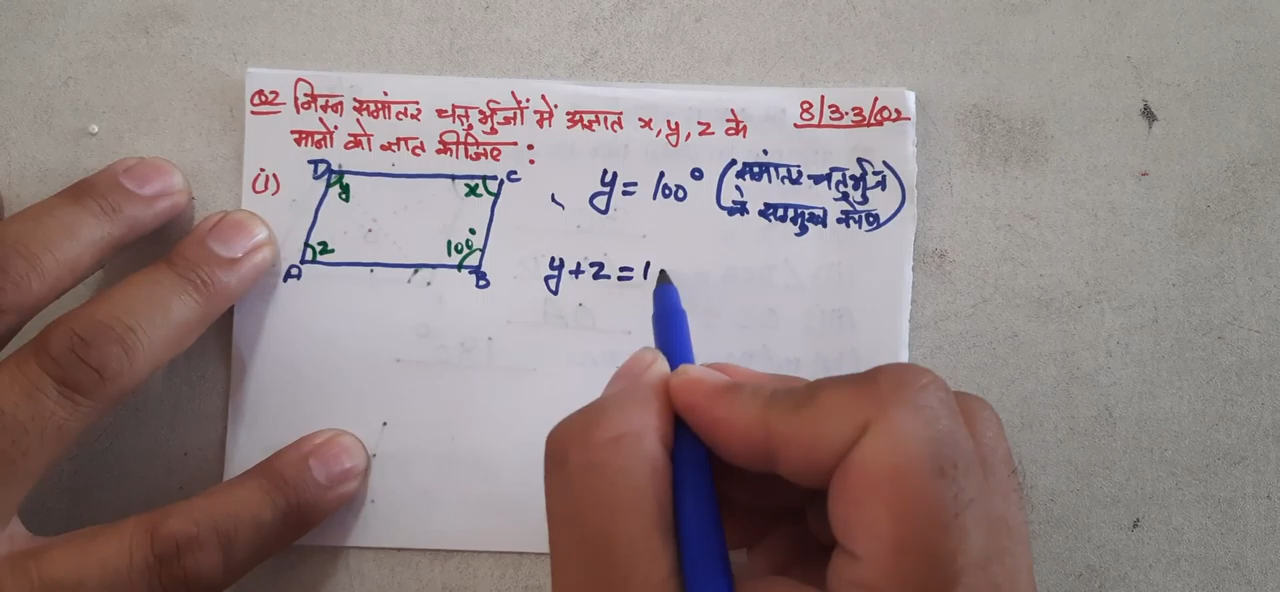 Q2 निम्न समांतर चतुर्भुजों में अज्ञात x, y, z के
मानों को ज्ञात कीजिए :
8/3.3/Q2
(i)
D
y
x
C
z
100°
A
B
y = 100° (समांतर चतुर्भुज
के सम्मुख कोण)
y + z = 1